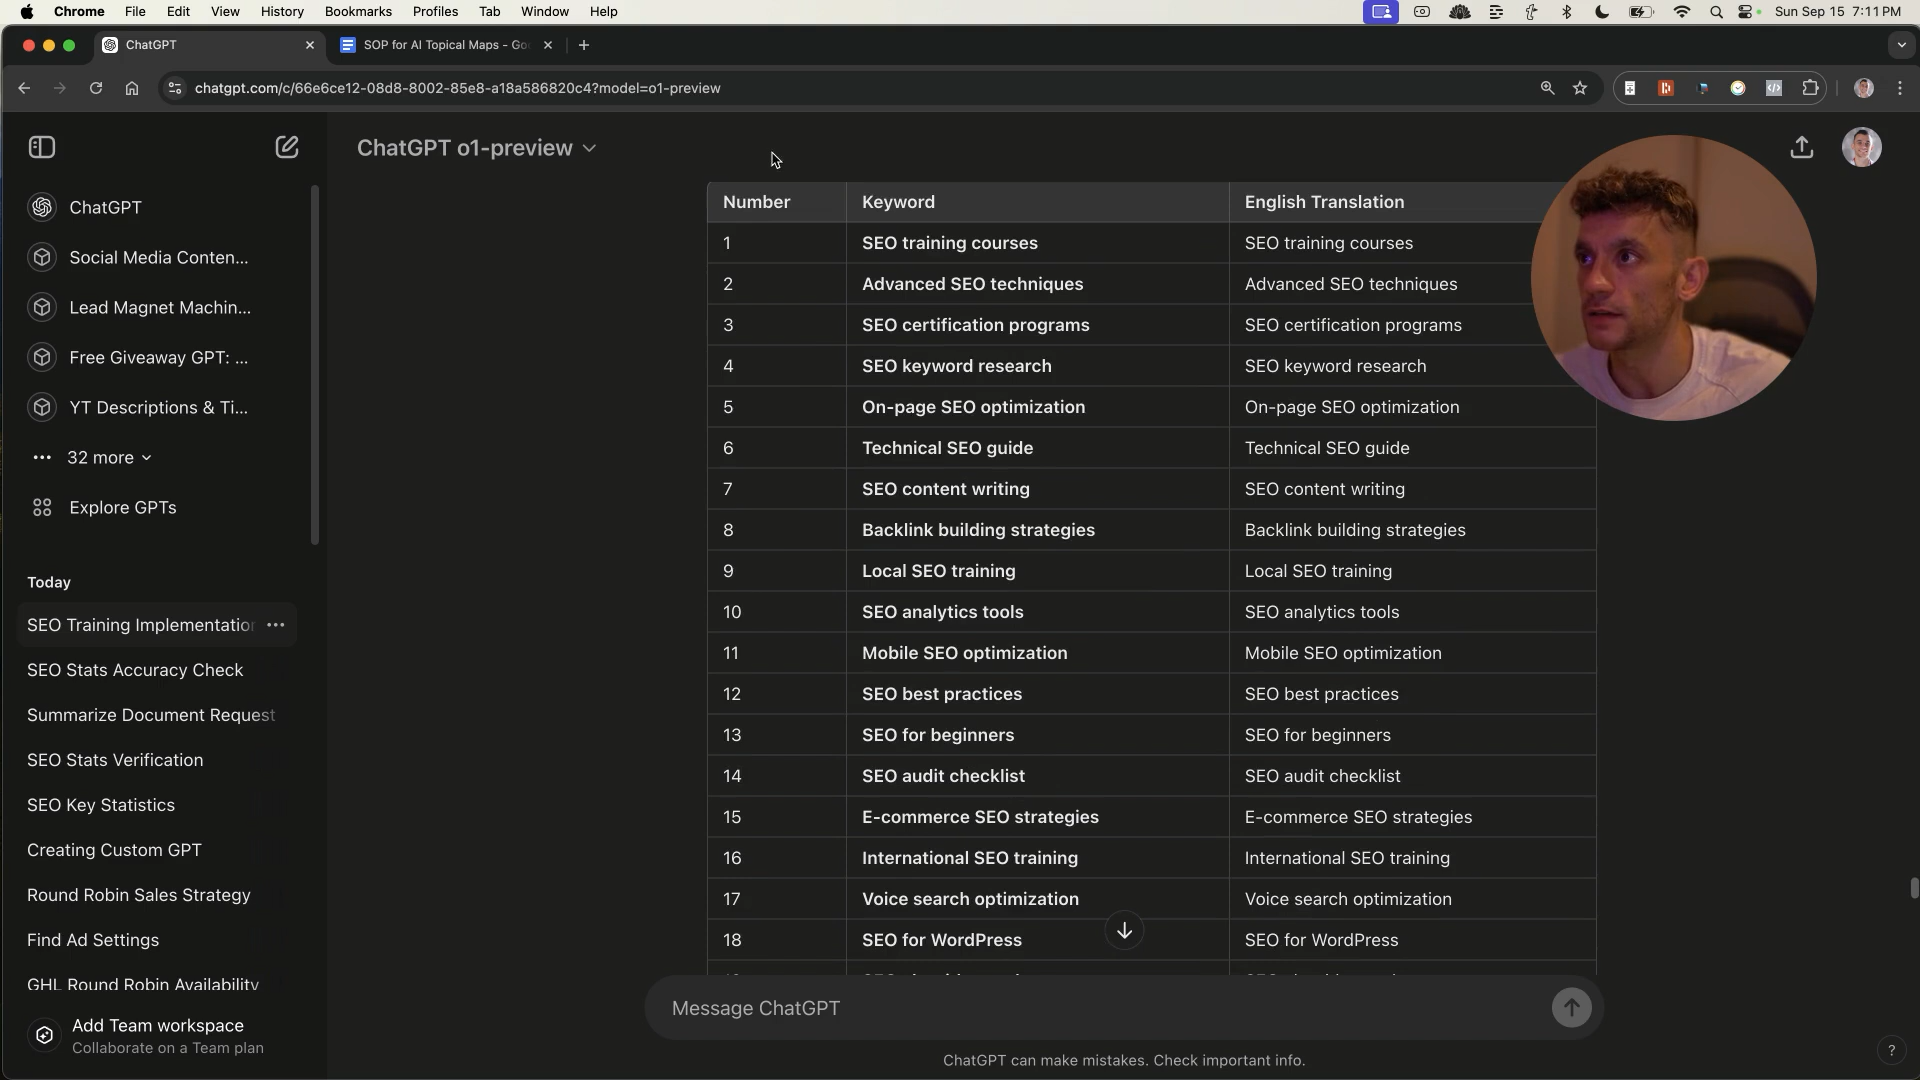 Chrome File Edit View History Bookmarks Profiles Tab Window Help Sun Sep 15 7:11 PM
ChatGPT SOP for AI Topical Maps - Go
chatgpt.com/c/66e6ce12-08d8-8002-85e8-a18a586820c4?model=o1-preview
ChatGPT o1-preview
ChatGPT
Social Media Conten...
Lead Magnet Machin...
Free Giveaway GPT: ...
YT Descriptions & Ti...
32 more
Explore GPTs
Today
SEO Training Implementation
SEO Stats Accuracy Check
Summarize Document Request
SEO Stats Verification
SEO Key Statistics
Creating Custom GPT
Round Robin Sales Strategy
Find Ad Settings
GHL Round Robin Availability
Add Team workspace
Collaborate on a Team plan
Number Keyword English Translation
1 SEO training courses SEO training courses
2 Advanced SEO techniques Advanced SEO techniques
3 SEO certification programs SEO certification programs
4 SEO keyword research SEO keyword research
5 On-page SEO optimization On-page SEO optimization
6 Technical SEO guide Technical SEO guide
7 SEO content writing SEO content writing
8 Backlink building strategies Backlink building strategies
9 Local SEO training Local SEO training
10 SEO analytics tools SEO analytics tools
11 Mobile SEO optimization Mobile SEO optimization
12 SEO best practices SEO best practices
13 SEO for beginners SEO for beginners
14 SEO audit checklist SEO audit checklist
15 E-commerce SEO strategies E-commerce SEO strategies
16 International SEO training International SEO training
17 Voice search optimization Voice search optimization
18 SEO for WordPress SEO for WordPress
Message ChatGPT
ChatGPT can make mistakes. Check important info.
?